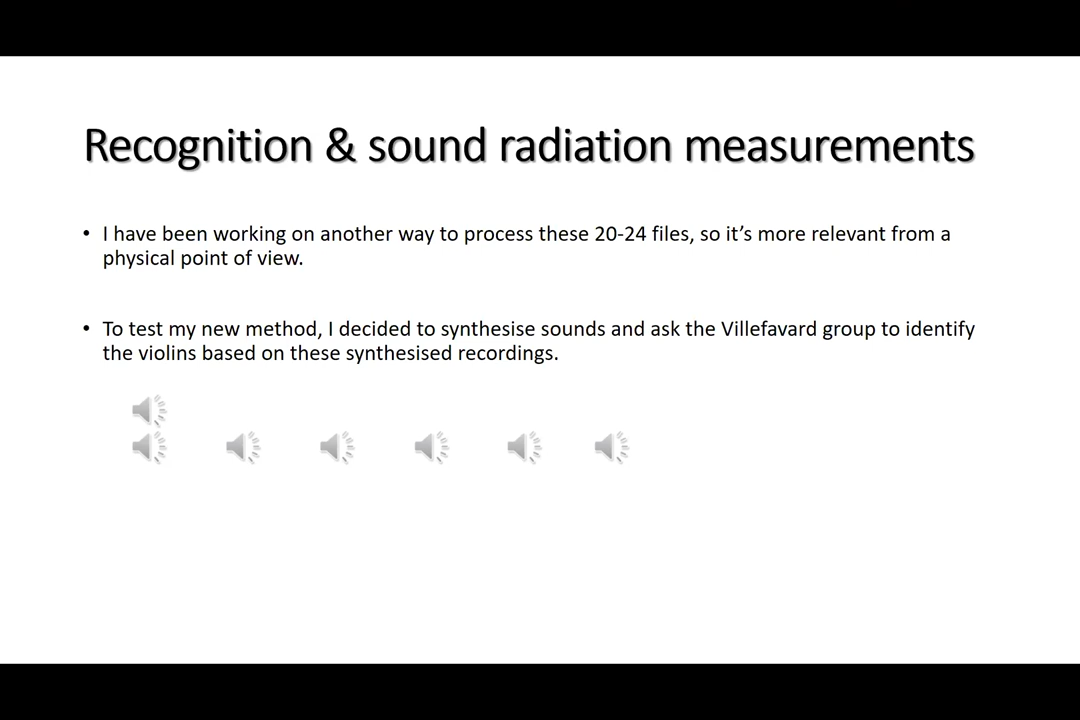 Recognition & sound radiation measurements
• I have been working on another way to process these 20-24 files, so it’s more relevant from a
physical point of view.
• To test my new method, I decided to synthesise sounds and ask the Villefavard group to identify
the violins based on these synthesised recordings.